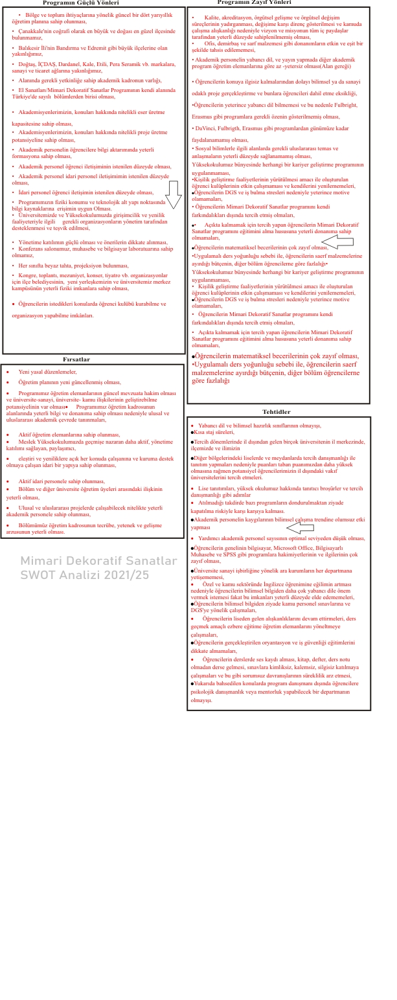 Programın Güçlü Yönleri
• Bölge ve toplum ihtiyaçlarına yönelik güncel bir dört yarıyıllık
öğretim planına sahip olunması,
• Çanakkale'nin coğrafi olarak en büyük ve doğası en güzel ilçesinde
bulunmamız,
• Balıkesir İli'nin Bandırma ve Edremit gibi büyük ilçelerine olan
yakınlığımız,
• Doğtaş, İÇDAŞ, Dardanel, Kale, Etili, Pera Seramik vb. markalara,
sanayi ve ticaret ağlarına yakınlığımız,
• Alanında gerekli yetkinliğe sahip akademik kadronun varlığı,
• El Sanatları/Mimari Dekoratif Sanatlar Programının kendi alanında
Türkiye'de sayılı bölümlerden birisi olması,
• Akademisyenlerimizin, konuları hakkında nitelikli eser üretme
kapasitesine sahip olması,
• Akademisyenlerimizin, konuları hakkında nitelikli proje üretme
potansiyeline sahip olması,
• Akademik personelin öğrencilere bilgi aktarımında yeterli
formasyona sahip olması,
• Akademik personel öğrenci iletişiminin istenilen düzeyde olması,
• Akademik personel idari personel iletişimimin istenilen düzeyde
olması,
• İdari personel öğrenci iletişimin istenilen düzeyde olması,
• Programımızın fiziki konumu ve teknolojik alt yapı noktasında
bilgi kaynaklarına erişimin uygun Olması.
• Üniversitemizde ve Yüksekokulumuzda girişimcilik ve yenilik
faaliyeteriyle ilgili gerekli organizasyonların yönetim tarafından
desteklenmesi ve teşvik edilmesi,
• Yönetime katılımın güçlü olması ve önerilerin dikkate alınması,
• Konferans salonumuz, muhasebe ve bilgisayar laboratuarına sahip
olmamız,
• Her sınıfta beyaz tahta, projeksiyon bulunması,
• Kongre, toplantı, mezuniyet, konser, tiyatro vb. organizasyonlar
için ilçe belediyesinin, yeni yerleşkemizin ve üniversitemiz merkez
kampüsünün yeterli fiziki imkanlara sahip olması,
• Öğrencilerin istedikleri konularda öğrenci kulübü kurabilme ve
organizasyon yapabilme imkânları.
Fırsatlar
• Yeni yasal düzenlemeler,
• Öğretim planının yeni güncellenmiş olması,
• Programımız öğretim elemanlarının güncel mevzuata hakim olması
ve üniversite-sanayi, üniversite- kamu ilişkilerinin geliştirebilme
potansiyelinin var olması• Programımız öğretim kadrosunun
alanlarında yeterli bilgi ve donanıma sahip olması nedeniyle ulusal ve
uluslararası akademik çevrede tanınmaları,
• Aktif öğretim elemanlarına sahip olunması,
• Meslek Yüksekokulumuzda geçmişe nazaran daha aktif, yönetime
katılımı sağlayan, paylaşımcı,
• eleştiri ve yeniliklere açık her konuda çalışanına ve kuruma destek
olmaya çalışan idari bir yapıya sahip olunması,
• Aktif idari personele sahip olunması,
• Bölüm ve diğer üniversite öğretim üyeleri arasındaki ilişkinin
yeterli olması,
• Ulusal ve uluslararası projelerde çalışabilecek nitelikte yeterli
akademik personele sahip olunması,
• Bölümümüz öğretim kadrosunun tecrübe, yetenek ve gelişme
arzusunun yeterli olması.
Mimari Dekoratif Sanatlar
SWOT Analizi 2021/25
Programın Zayıf Yönleri
• Kalite, akreditasyon, örgütsel gelişme ve örgütsel değişim
süreçlerinin yadırganması, değişime karşı direnç gösterilmesi ve kamuda
çalışma alışkanlığı nedeniyle vizyon ve misyonun tüm iç paydaşlar
tarafından yeterli düzeyde sahiplenilmemiş olması,
• Ofis, demirbaş ve sarf malzemesi gibi donanımların etkin ve eşit bir
şekilde tahsis edilememesi,
• Akademik personelin yabancı dil, ve yayın yapmada diğer akademik
program öğretim elemanlarına göre az -yetersiz olması(Alan gereği)
• Öğrencilerin konuya ilgisiz kalmalarından dolayı bilimsel ya da sanayi
odaklı proje gerçekleştirme ve bunlara öğrencileri dahil etme eksikliği,
•Öğrencilerin yeterince yabancı dil bilmemesi ve bu nedenle Fulbright,
Erasmus gibi programlara gerekli özenin gösterilmemiş olması,
• DaVinci, Fulbrigth, Erasmus gibi programlardan günümüze kadar
faydalanamamış olması,
• Sosyal bilimlerle ilgili alanlarda gerekli uluslararası temas ve
anlaşmaların yeterli düzeyde sağlanamamış olması,
Yüksekokulumuz bünyesinde herhangi bir kariyer geliştirme programının
uygulanmaması,
•Kişilik geliştirme faaliyetlerinin yürütülmesi amacı ile oluşturulan
öğrenci kulüplerinin etkin çalışmaması ve kendilerini yenilememeleri,
•Öğrencilerin DGS ve iş bulma stresleri nedeniyle yeterince motive
olamamaları,
• Öğrencilerin Mimari Dekoratif Sanatlar programını kendi
farkındalıkları dışında tercih etmiş olmaları,
•• Açıkta kalmamak için tercih yapan öğrencilerin Mimari Dekoratif
Sanatlar programını eğitimini alma hususuna yeterli donanıma sahip
olmamaları,
•Öğrencilerin matematiksel becerilerinin çok zayıf olması,
•Uygulamalı ders yoğunluğu sebebi ile, öğrencilerin saerf malzemelerine
ayırdığı bütçenin, diğer bölüm öğrencilerne göre fazlalığı•
Yüksekokulumuz bünyesinde herhangi bir kariyer geliştirme programının
uygulanmaması,
• Kişilik geliştirme faaliyetlerinin yürütülmesi amacı ile oluşturulan
öğrenci kulüplerinin etkin çalışmaması ve kendilerini yenilememeleri,
•Öğrencilerin DGS ve iş bulma stresleri nedeniyle yeterince motive
olamamaları,
• Öğrencilerin Mimari Dekoratif Sanatlar programını kendi
farkındalıkları dışında tercih etmiş olmaları,
• Açıkta kalmamak için tercih yapan öğrencilerin Mimari Dekoratif
Sanatlar programını eğitimini alma hususuna yeterli donanıma sahip
olmamaları,
•Öğrencilerin matematiksel becerilerinin çok zayıf olması,
•Uygulamalı ders yoğunluğu sebebi ile, öğrencilerin saerf
malzemelerine ayırdığı bütçenin, diğer bölüm öğrencilerne
göre fazlalığı
Tehtidler
• Yabancı dil ve bilimsel hazırlık sınıflarının olmayışı,
•Kısa staj süreleri,
•Tercih dönemlerinde il dışından gelen birçok üniversitenin il merkezinde,
ilçemizde ve ilimizin
•Diğer bölgelerindeki liselerde ve meydanlarda tercih danışmanlığı ile
tanıtım yapmaları nedeniyle puanları taban puanımızdan daha yüksek
olmasına rağmen potansiyel öğrencilerimizin il dışındaki vakıf
üniversitelerini tercih etmeleri.
• Lise tanıtımları, yüksek okulumuz hakkında tanıtıcı broşürler ve tercih
danışmanlığı gibi adımlar
• Atılmadığı takdirde bazı programların dondurulmaktan ziyade
kapatılma riskiyle karşı karşıya kalması.
•Akademik personelin kaygılarının bilimsel çalışma trendine olumsuz etki
yapması
• Yardımcı akademik personel sayısının optimal seviyeden düşük olması,
•Öğrencilerin genelinin bilgisayar, Microsoft Office, Bilgisayarlı
Muhasebe ve SPSS gibi programlara hakimiyetlerinin ve ilgilerinin çok
zayıf olması,
•Üniversite sanayi işbirliğine yönelik ara kurumların her departmana
yetişememesi,
• Özel ve kamu sektöründe İngilizce öğrenimine eğilimin artması
nedeniyle öğrencilerin bilimsel bilgiden daha çok yabancı dile önem
vermek istemesi fakat bu imkanları yeterli düzeyde elde edememeleri,
•Öğrencilerin bilimsel bilgiden ziyade kamu personel sınavlarına ve
DGS'ye yönelik çalışmaları,
• Öğrencilerin liseden gelen alışkanlıklarını devam ettirmeleri, ders
geçmek amaçlı ezbere eğitime öğretim elemanlarını yöneltmeye
çalışmaları,
•Öğrencilerin gerçekleştirilen oryantasyon ve iş güvenliği eğitimlerini
dikkate almamaları,
• Öğrencilerin derslerde ses kaydı alması, kitap, defter, ders notu
olmadan derse gelmesi, sınavlara kimliksiz, kalemsiz, silgisiz katılmaya
çalışmaları ve bu gibi sorumsuz davranışlarının süreklilik arz etmesi,
•Yukarıda bahsedilen konularda program danışmanı dışında öğrencilere
psikolojik danışmanlık veya mentorluk yapabilecek bir departmanın
olmayışı.